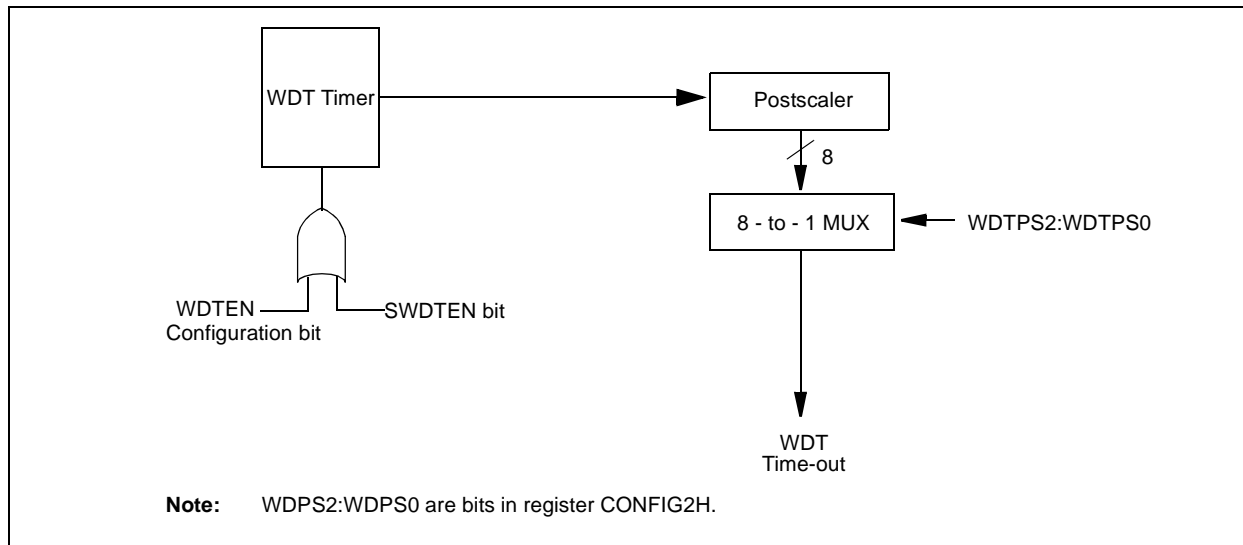 WDT Timer
Postscaler
8
8 - to - 1 MUX
WDTPS2:WDTPS0
WDTEN
Configuration bit
SWDTEN bit
WDT
Time-out
Note: WDPS2:WDPS0 are bits in register CONFIG2H.